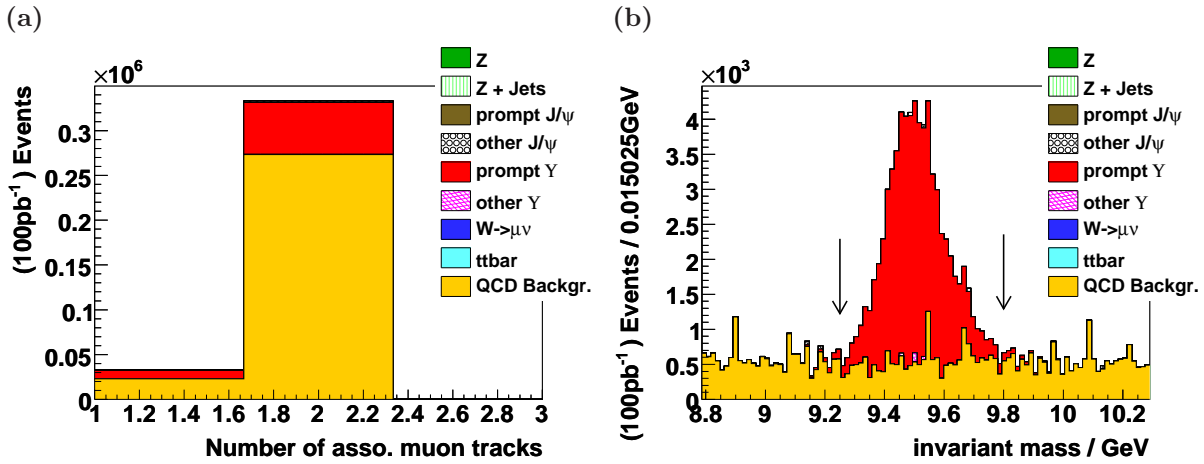 (a)
×10⁶
(100pb⁻¹) Events
0.3
0.25
0.2
0.15
0.1
0.05
0
1 1.2 1.4 1.6 1.8 2 2.2 2.4 2.6 2.8 3
Number of asso. muon tracks
Z
Z + Jets
prompt J/ψ
other J/ψ
prompt ϒ
other ϒ
W->μν
ttbar
QCD Backgr.
(b)
×10³
(100pb⁻¹) Events / 0.015025GeV
4
3.5
3
2.5
2
1.5
1
0.5
0
8.8 9 9.2 9.4 9.6 9.8 10 10.2
invariant mass / GeV
Z
Z + Jets
prompt J/ψ
other J/ψ
prompt ϒ
other ϒ
W->μν
ttbar
QCD Backgr.